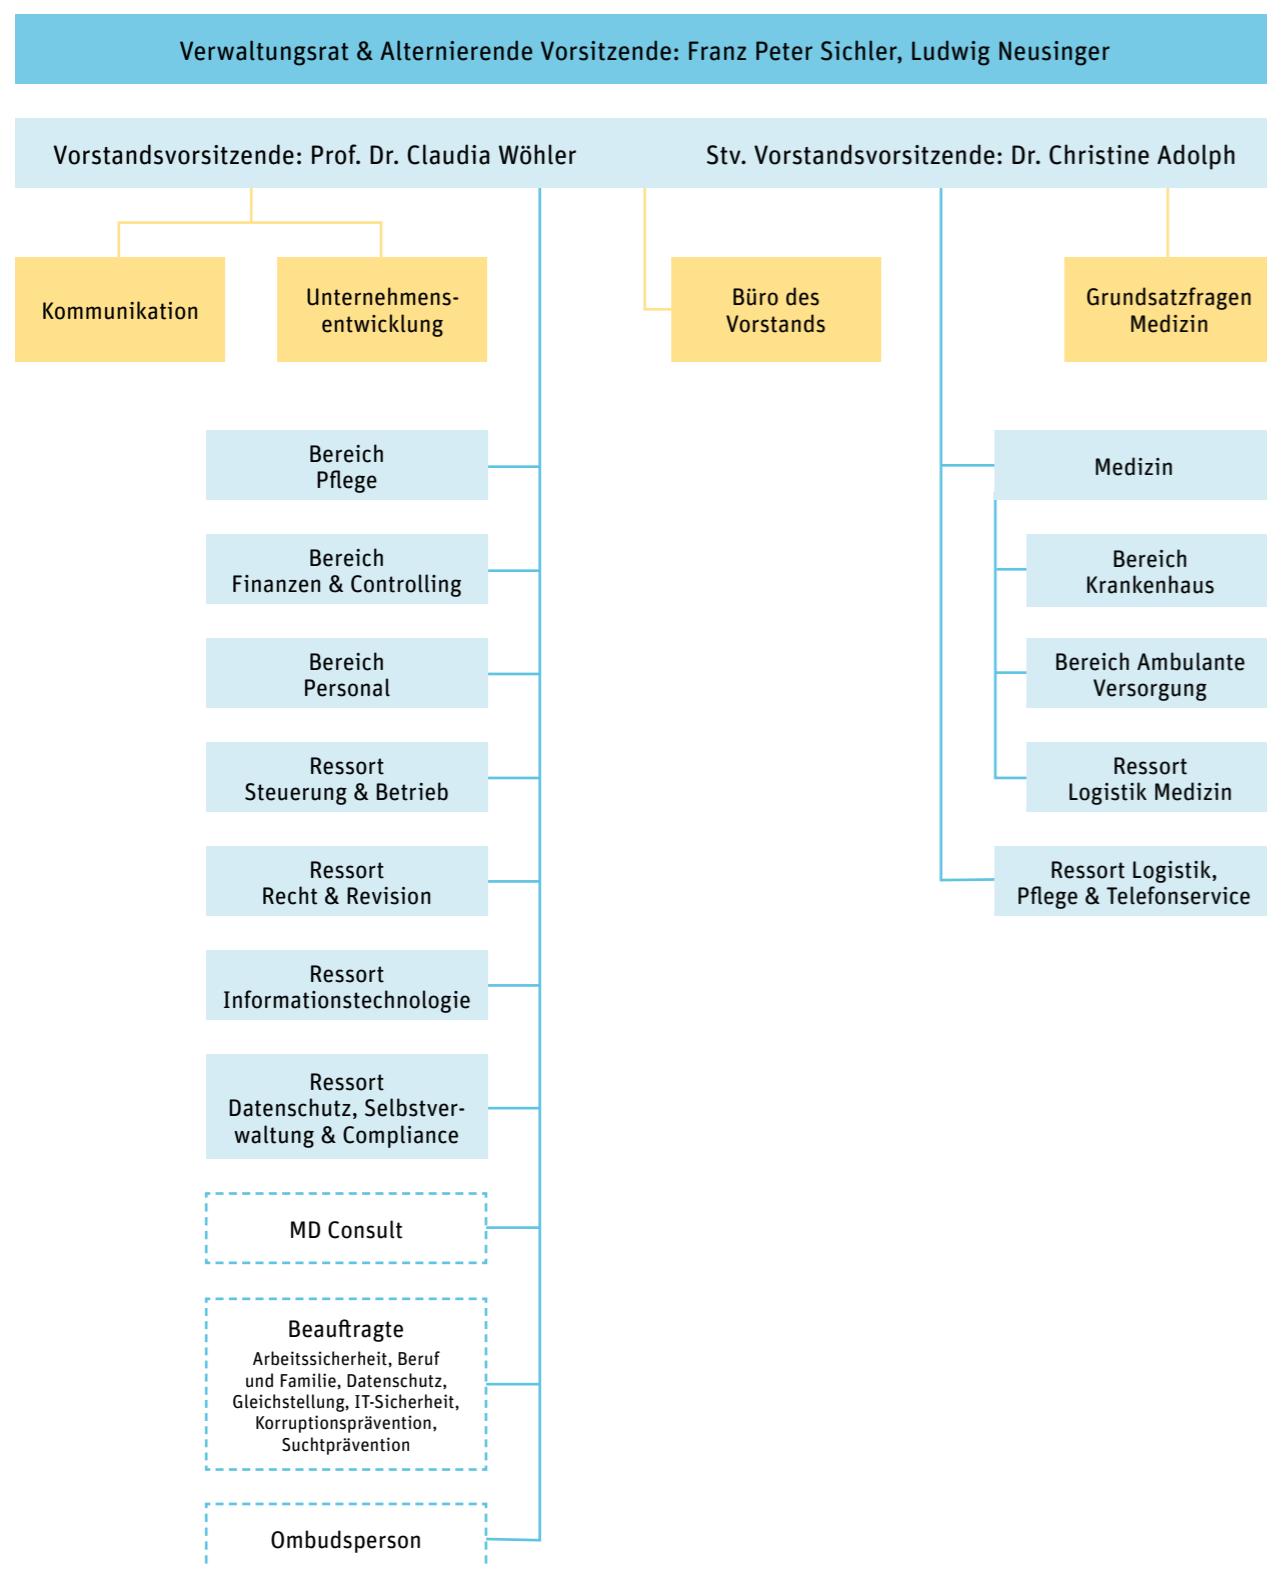 Verwaltungsrat & Alternierende Vorsitzende: Franz Peter Sichler, Ludwig Neusinger
Vorstandsvorsitzende: Prof. Dr. Claudia Wöhler
Stv. Vorstandsvorsitzende: Dr. Christine Adolph
Kommunikation
Unternehmens-
entwicklung
Büro des
Vorstands
Grundsatzfragen
Medizin
Bereich
Pflege
Bereich
Finanzen & Controlling
Bereich
Personal
Ressort
Steuerung & Betrieb
Ressort
Recht & Revision
Ressort
Informationstechnologie
Ressort
Datenschutz, Selbstver-
waltung & Compliance
MD Consult
Beauftragte
Arbeitssicherheit, Beruf
und Familie, Datenschutz,
Gleichstellung, IT-Sicherheit,
Korruptionsprävention,
Suchtprävention
Ombudsperson
Medizin
Bereich
Krankenhaus
Bereich Ambulante
Versorgung
Ressort
Logistik Medizin
Ressort Logistik,
Pflege & Telefonservice